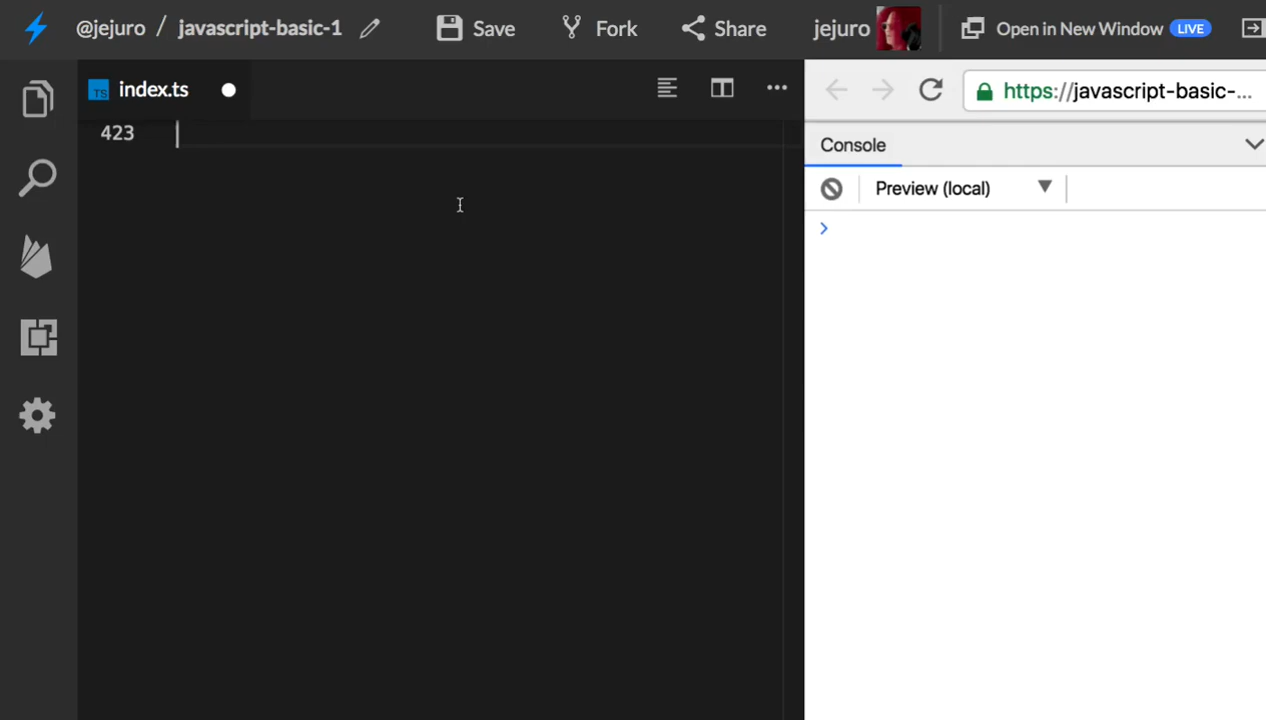 @jejuro / javascript-basic-1 Save Fork Share jejuro Open in New Window LIVE
TS index.ts
https://javascript-basic-...
423
Console
Preview (local)